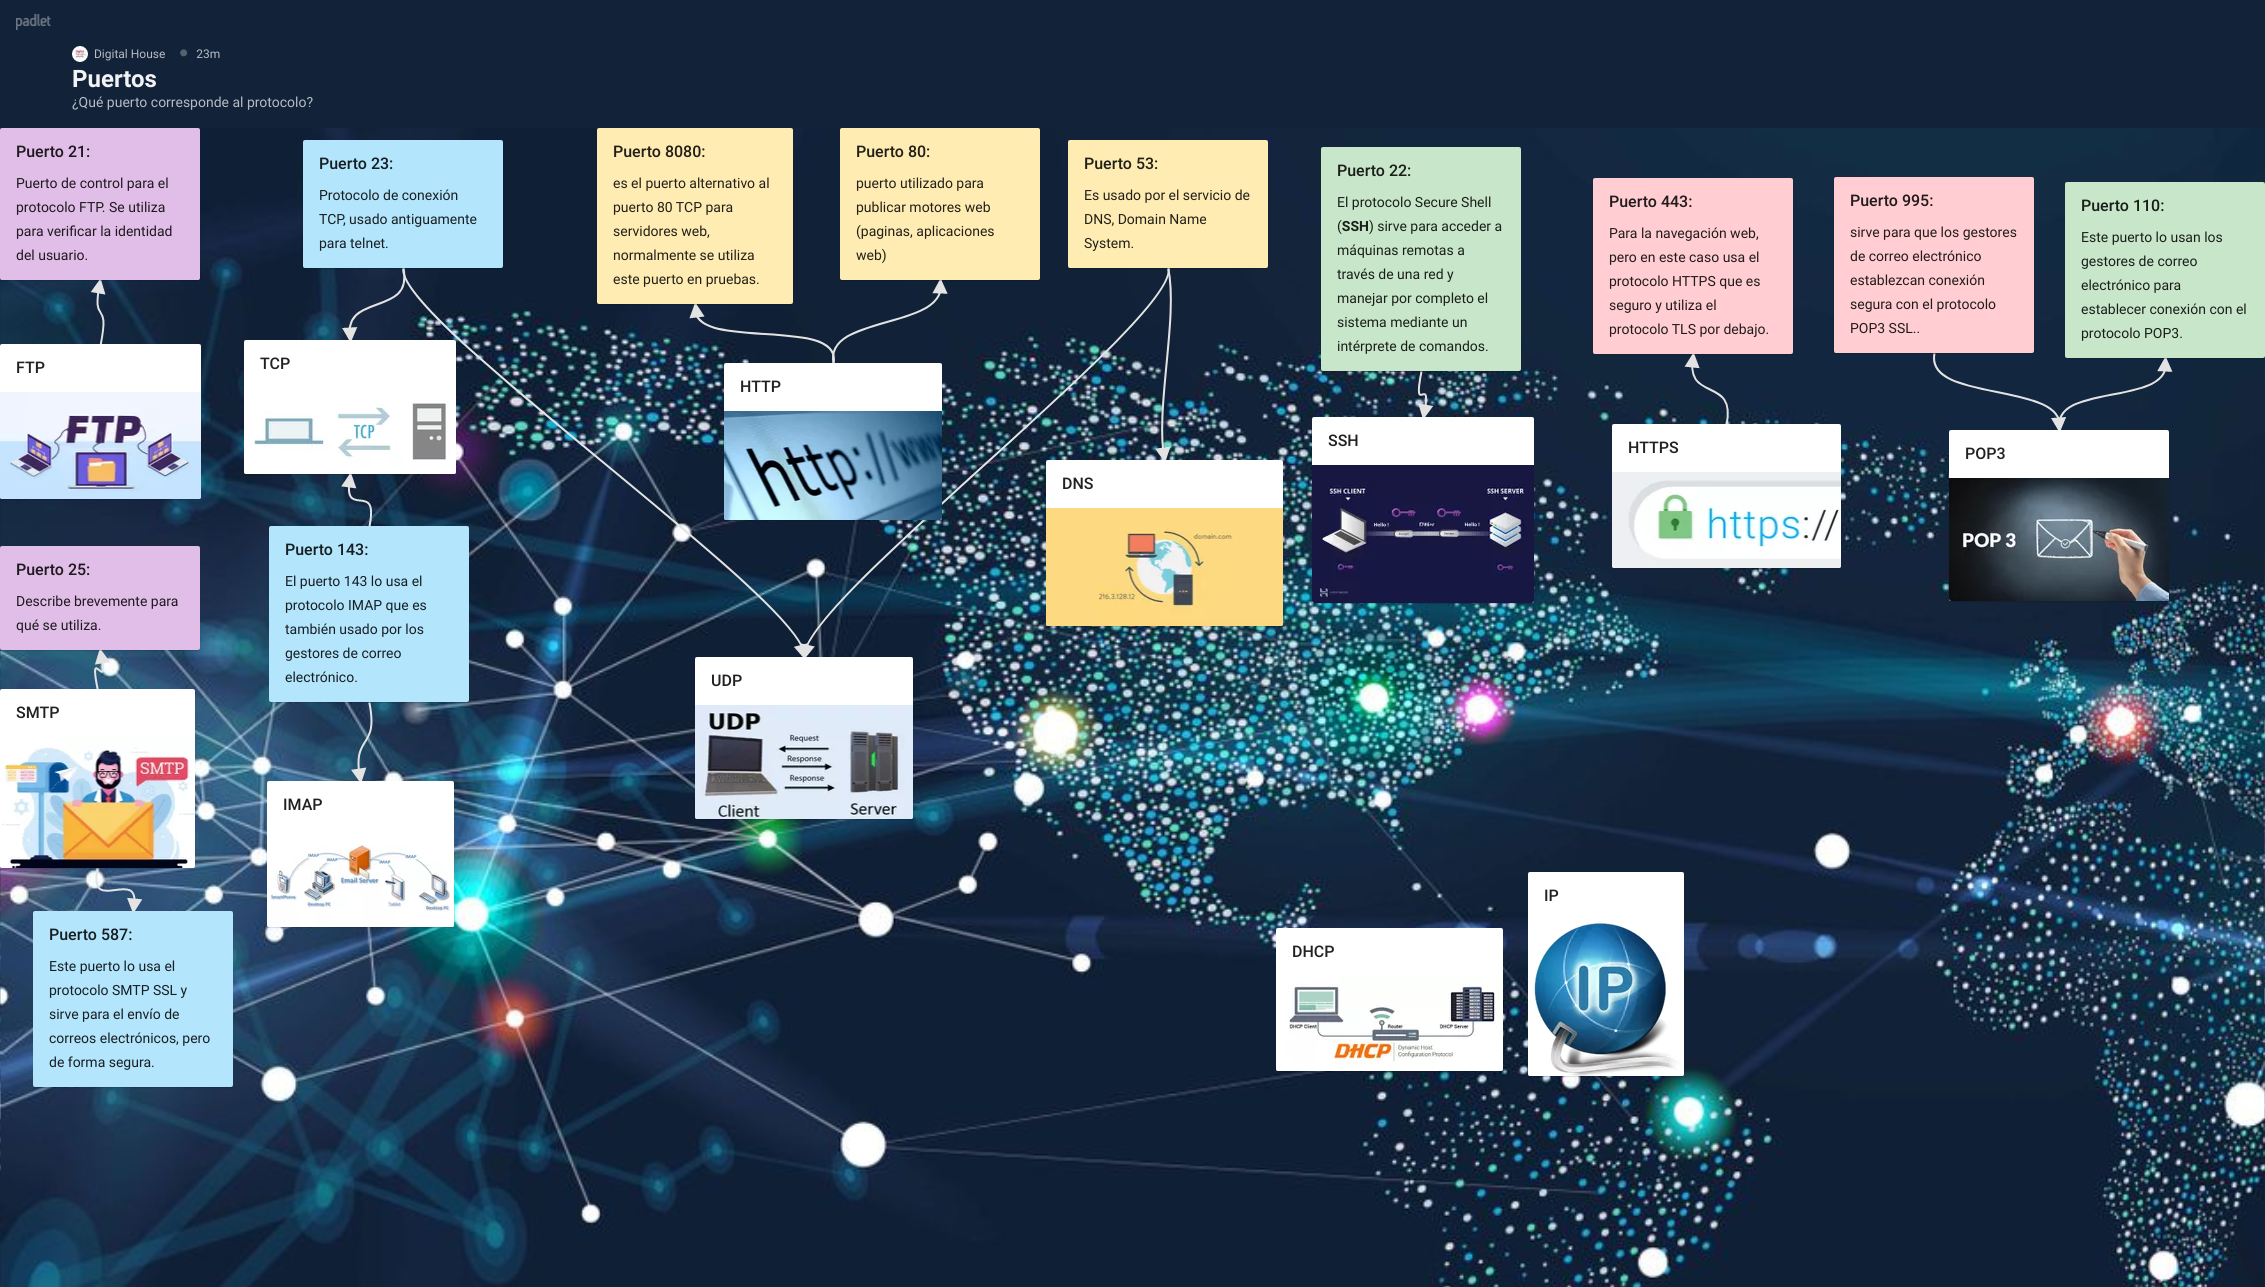 padlet
Digital House • 23m
Puertos
¿Qué puerto corresponde al protocolo?
Puerto 21:
Puerto de control para el
protocolo FTP. Se utiliza
para verificar la identidad
del usuario.
Puerto 23:
Protocolo de conexión
TCP, usado antiguamente
para telnet.
Puerto 8080:
es el puerto alternativo al
puerto 80 TCP para
servidores web,
normalmente se utiliza
este puerto en pruebas.
Puerto 80:
puerto utilizado para
publicar motores web
(paginas, aplicaciones
web)
Puerto 53:
Es usado por el servicio de
DNS, Domain Name
System.
Puerto 22:
El protocolo Secure Shell
(SSH) sirve para acceder a
máquinas remotas a
través de una red y
manejar por completo el
sistema mediante un
intérprete de comandos.
Puerto 443:
Para la navegación web,
pero en este caso usa el
protocolo HTTPS que es
seguro y utiliza el
protocolo TLS por debajo.
Puerto 995:
sirve para que los gestores
de correo electrónico
establezcan conexión
segura con el protocolo
POP3 SSL..
Puerto 110:
Este puerto lo usan los
gestores de correo
electrónico para
establecer conexión con el
protocolo POP3.
FTP
FTP
TCP
TCP
HTTP
http://www
DNS
domain.com
216.3.128.12
SSH
SSH CLIENT
SSH SERVER
Hello !
Hello !
HTTPS
https://
POP3
POP 3
Puerto 25:
Describe brevemente para
qué se utiliza.
Puerto 143:
El puerto 143 lo usa el
protocolo IMAP que es
también usado por los
gestores de correo
electrónico.
SMTP
SMTP
UDP
UDP
Request
Response
Response
Client
Server
IMAP
IMAP
IMAP
IMAP
IMAP
Email Server
SmartPhone
Desktop PC
Tablet
Desktop PC
Puerto 587:
Este puerto lo usa el
protocolo SMTP SSL y
sirve para el envío de
correos electrónicos, pero
de forma segura.
DHCP
DHCP Client
Router
DHCP Server
DHCP
Dynamic Host
Configuration Protocol
IP
IP